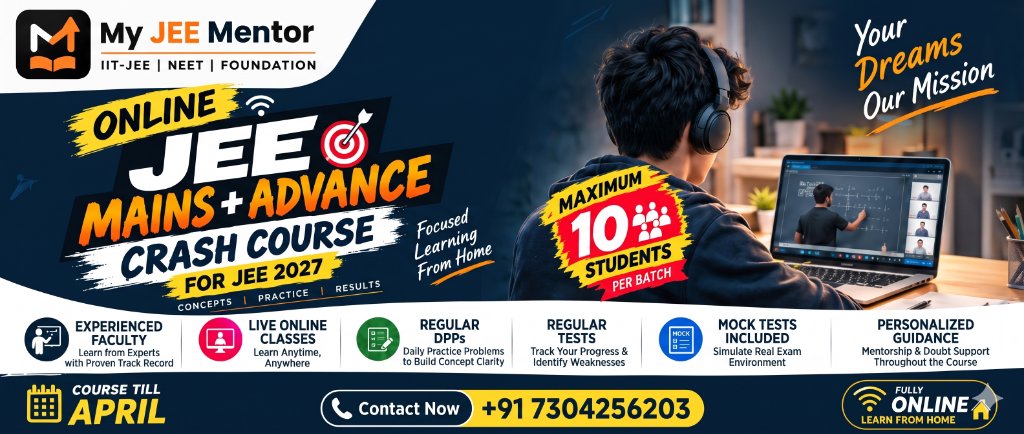 My JEE Mentor
IIT-JEE | NEET | FOUNDATION
ONLINE
JEE
MAINS + ADVANCE
CRASH COURSE
FOR JEE 2027
CONCEPTS | PRACTICE | RESULTS
Focused
Learning
From Home
Your
Dreams
Our Mission
MAXIMUM
10
STUDENTS
PER BATCH
EXPERIENCED
FACULTY
Learn from Experts
with Proven Track Record
LIVE ONLINE
CLASSES
Learn Anytime,
Anywhere
REGULAR
DPPs
Daily Practice Problems
to Build Concept Clarity
REGULAR
TESTS
Track Your Progress &
Identify Weaknesses
MOCK
MOCK TESTS
INCLUDED
Simulate Real Exam
Environment
PERSONALIZED
GUIDANCE
Mentorship & Doubt Support
Throughout the Course
COURSE TILL
APRIL
Contact Now
+91 7304256203
FULLY
ONLINE
LEARN FROM HOME